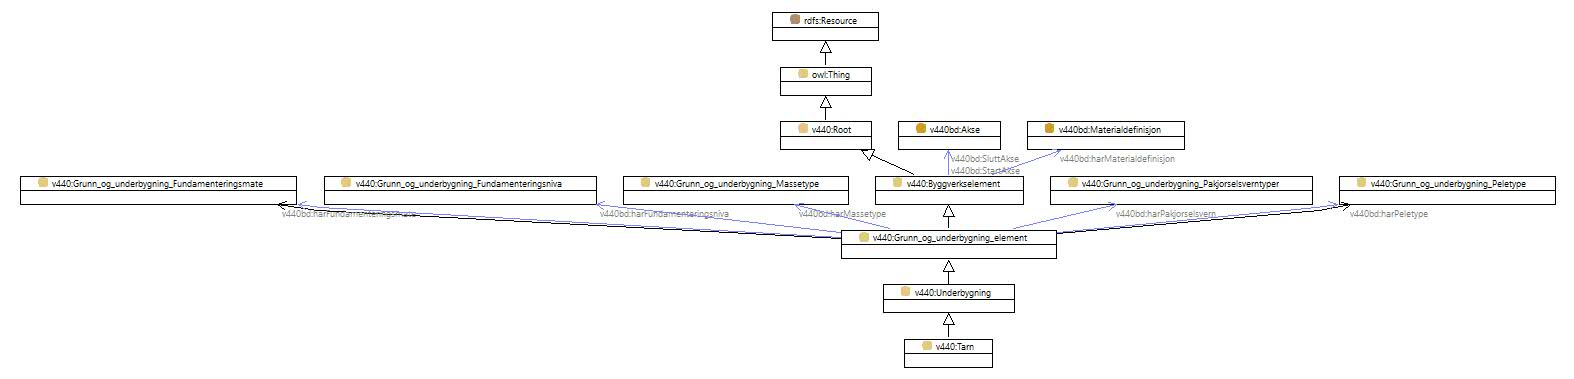 rdfs:Resource
owl:Thing
v440:Root
v440bd:Akse
v440bd:Materialdefinisjon
v440bd:SluttAkse
v440bd:StartAkse
v440bd:harMaterialdefinisjon
v440:Grunn_og_underbygning_Fundamenteringsmate
v440:Grunn_og_underbygning_Fundamenteringsniva
v440:Grunn_og_underbygning_Massetype
v440:Byggverkselement
v440:Grunn_og_underbygning_Pakjorselsverntyper
v440:Grunn_og_underbygning_Peletype
v440bd:harFundamenteringsmate
v440bd:harFundamenteringsniva
v440bd:harMassetype
v440bd:harPakjorselsvern
v440bd:harPeletype
v440:Grunn_og_underbygning_element
v440:Underbygning
v440:Tarn